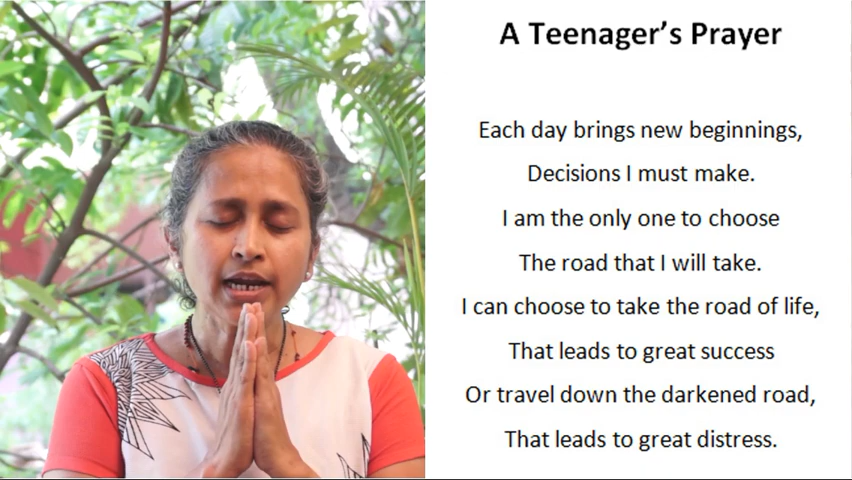 A Teenager’s Prayer
Each day brings new beginnings,
Decisions I must make.
I am the only one to choose
The road that I will take.
I can choose to take the road of life,
That leads to great success
Or travel down the darkened road,
That leads to great distress.